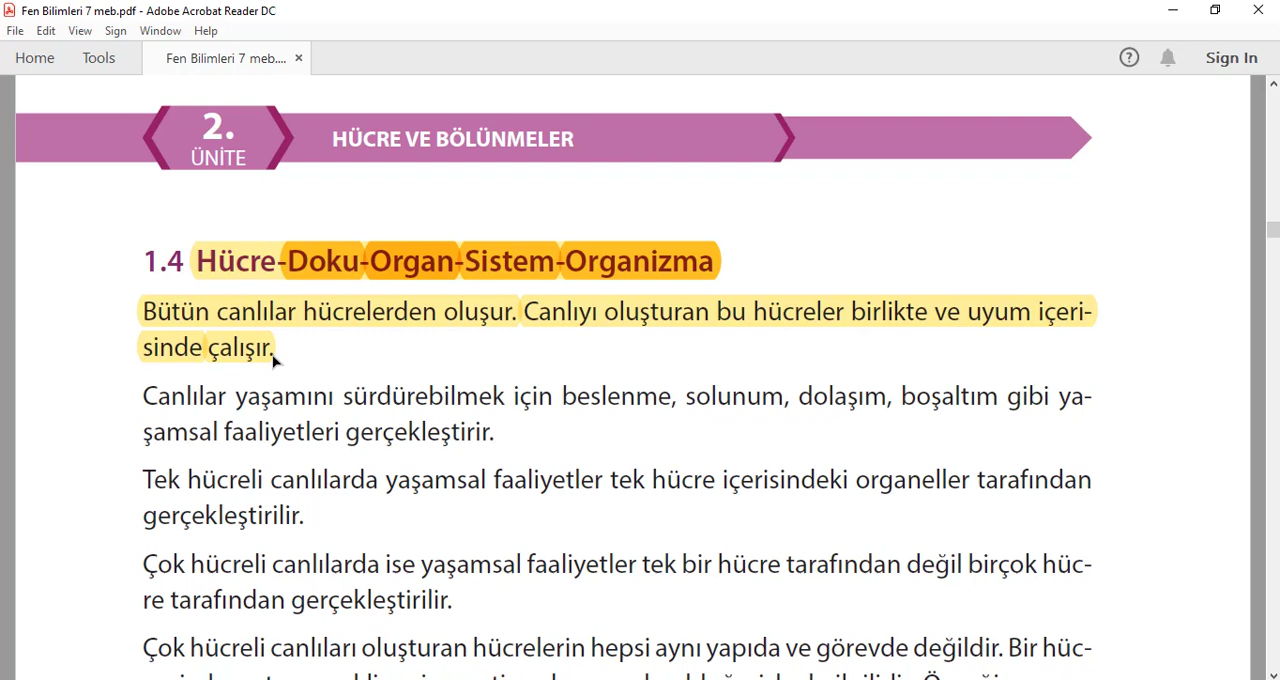 Fen Bilimleri 7 meb.pdf - Adobe Acrobat Reader DC
File Edit View Sign Window Help
Home Tools Fen Bilimleri 7 meb.... × ? Sign In
2.
ÜNİTE
HÜCRE VE BÖLÜNMELER
1.4 Hücre-Doku-Organ-Sistem-Organizma
Bütün canlılar hücrelerden oluşur. Canlıyı oluşturan bu hücreler birlikte ve uyum içeri-
sinde çalışır.
Canlılar yaşamını sürdürebilmek için beslenme, solunum, dolaşım, boşaltım gibi ya-
şamsal faaliyetleri gerçekleştirir.
Tek hücreli canlılarda yaşamsal faaliyetler tek hücre içerisindeki organeller tarafından
gerçekleştirilir.
Çok hücreli canlılarda ise yaşamsal faaliyetler tek bir hücre tarafından değil birçok hüc-
re tarafından gerçekleştirilir.
Çok hücreli canlıları oluşturan hücrelerin hepsi aynı yapıda ve görevde değildir. Bir hüc-